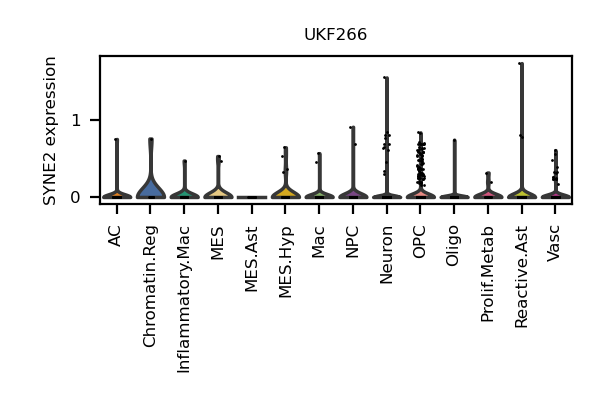 UKF266
SYNE2 expression
1
0
AC
Chromatin.Reg
Inflammatory.Mac
MES
MES.Ast
MES.Hyp
Mac
NPC
Neuron
OPC
Oligo
Prolif.Metab
Reactive.Ast
Vasc